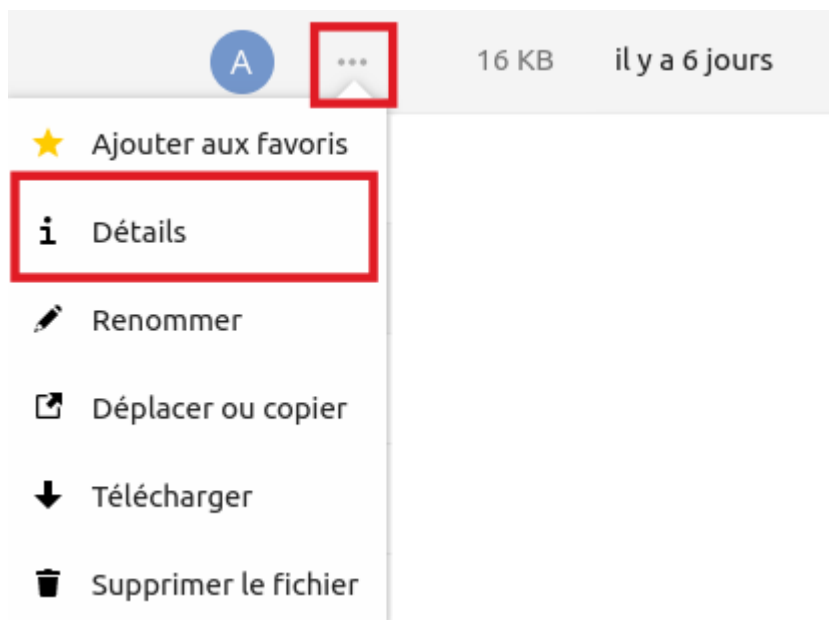 A ... 16 KB il y a 6 jours
Ajouter aux favoris
Détails
Renommer
Déplacer ou copier
Télécharger
Supprimer le fichier